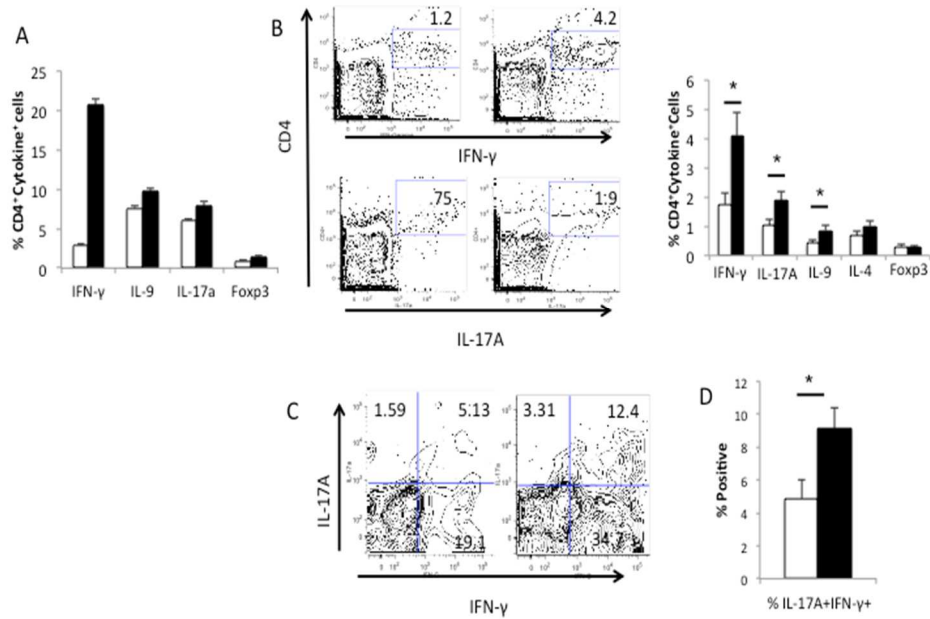 A
% CD4+Cytokine+ cells
25
20
15
10
5
0
IFN-γ IL-9 IL-17a Foxp3
B
CD4
1.2
4.2
IFN-γ
.75
1.9
IL-17A
% CD4+Cytokine+Cells
6
5
4
3
2
1
0
* * *
IFN-γ IL-17A IL-9 IL-4 Foxp3
C
IL-17A
1.59 5.13
19.1
3.31 12.4
34.7
IFN-γ
D
% Positive
12
10
8
6
4
2
0
*
% IL-17A+IFN-γ+